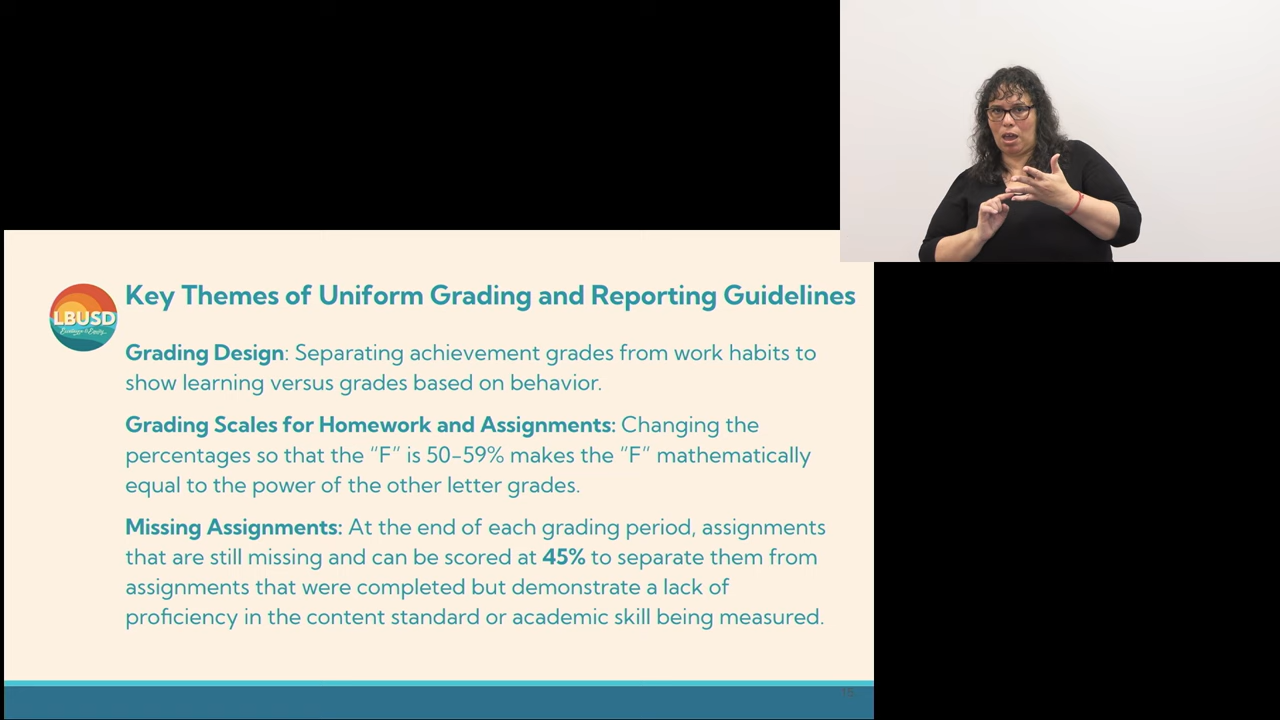 Key Themes of Uniform Grading and Reporting Guidelines
LBUSD
Grading Design: Separating achievement grades from work habits to
show learning versus grades based on behavior.
Grading Scales for Homework and Assignments: Changing the
percentages so that the “F” is 50-59% makes the “F” mathematically
equal to the power of the other letter grades.
Missing Assignments: At the end of each grading period, assignments
that are still missing and can be scored at 45% to separate them from
assignments that were completed but demonstrate a lack of
proficiency in the content standard or academic skill being measured.